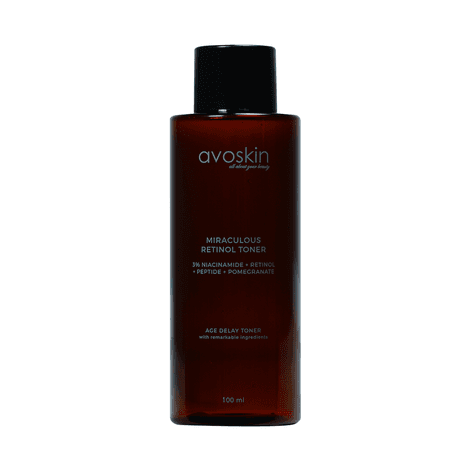 avoskin
all about your beauty
MIRACULOUS
RETINOL TONER
3% NIACINAMIDE + RETINOL
+ PEPTIDE + POMEGRANATE
AGE DELAY TONER
with remarkable ingredients
100 ml